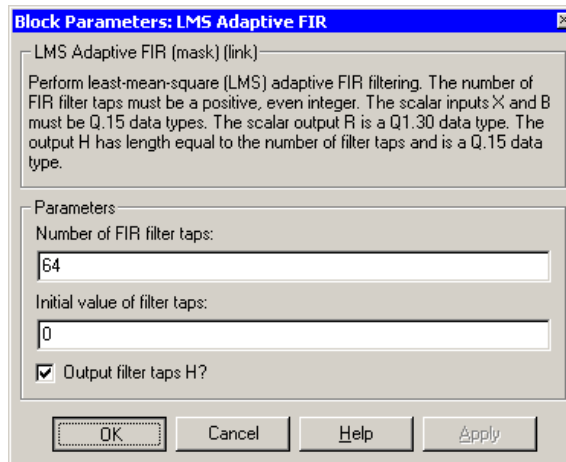 Block Parameters: LMS Adaptive FIR
LMS Adaptive FIR (mask) (link)
Perform least-mean-square (LMS) adaptive FIR filtering. The number of
FIR filter taps must be a positive, even integer. The scalar inputs X and B
must be Q.15 data types. The scalar output R is a Q1.30 data type. The
output H has length equal to the number of filter taps and is a Q.15 data
type.
Parameters
Number of FIR filter taps:
64
Initial value of filter taps:
0
Output filter taps H?
OK Cancel Help Apply